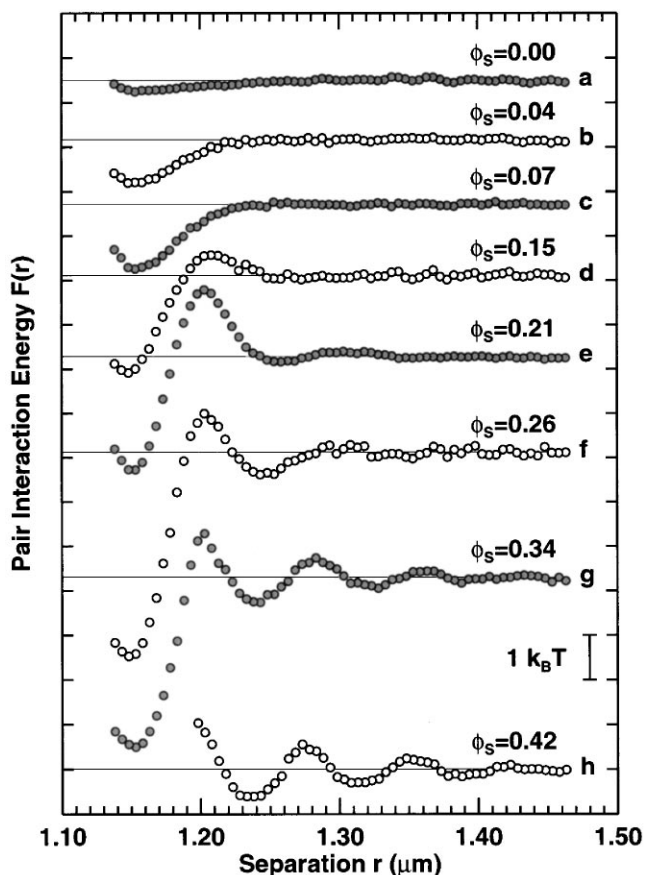 ϕs=0.00
a
ϕs=0.04
b
ϕs=0.07
c
ϕs=0.15
d
ϕs=0.21
e
ϕs=0.26
f
ϕs=0.34
g
1 kBT
ϕs=0.42
h
Pair Interaction Energy F(r)
1.10 1.20 1.30 1.40 1.50
Separation r (μm)